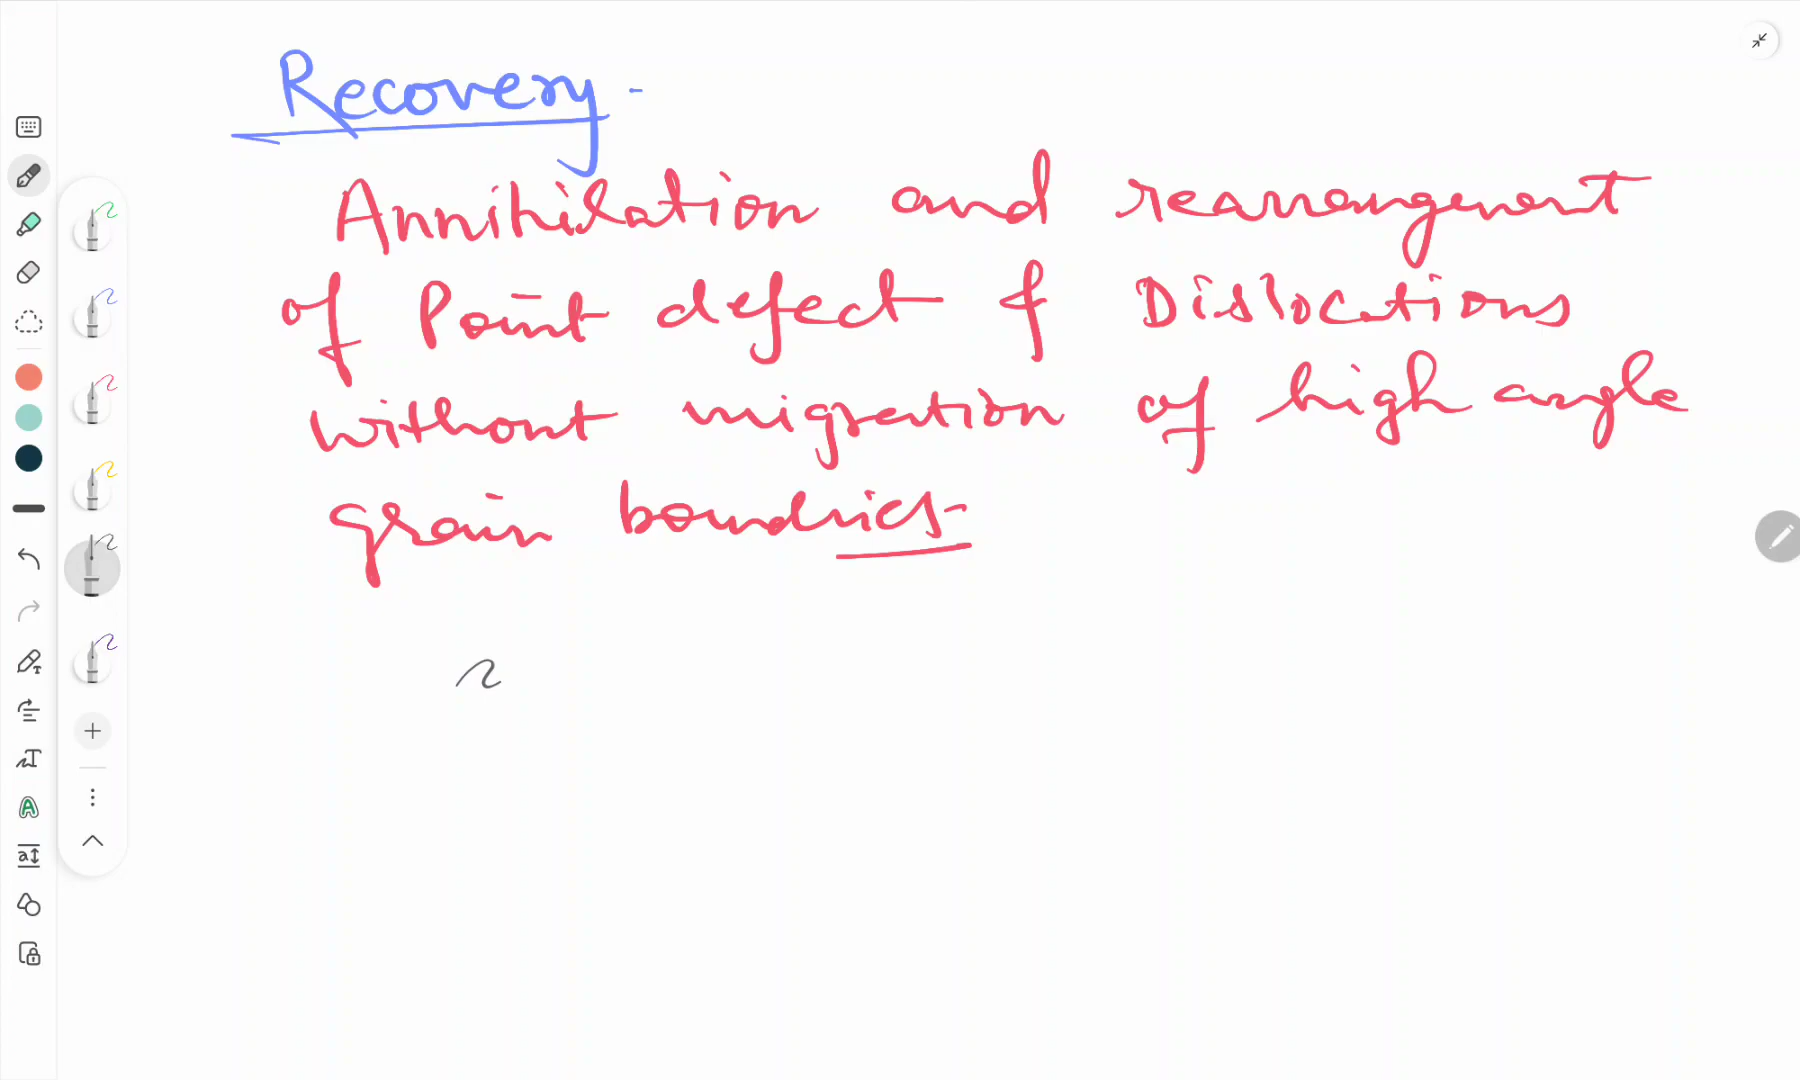 Recovery -
Annihilation and rearrangement
of Point defect & Dislocations
without migration of high angle
grain boundries-